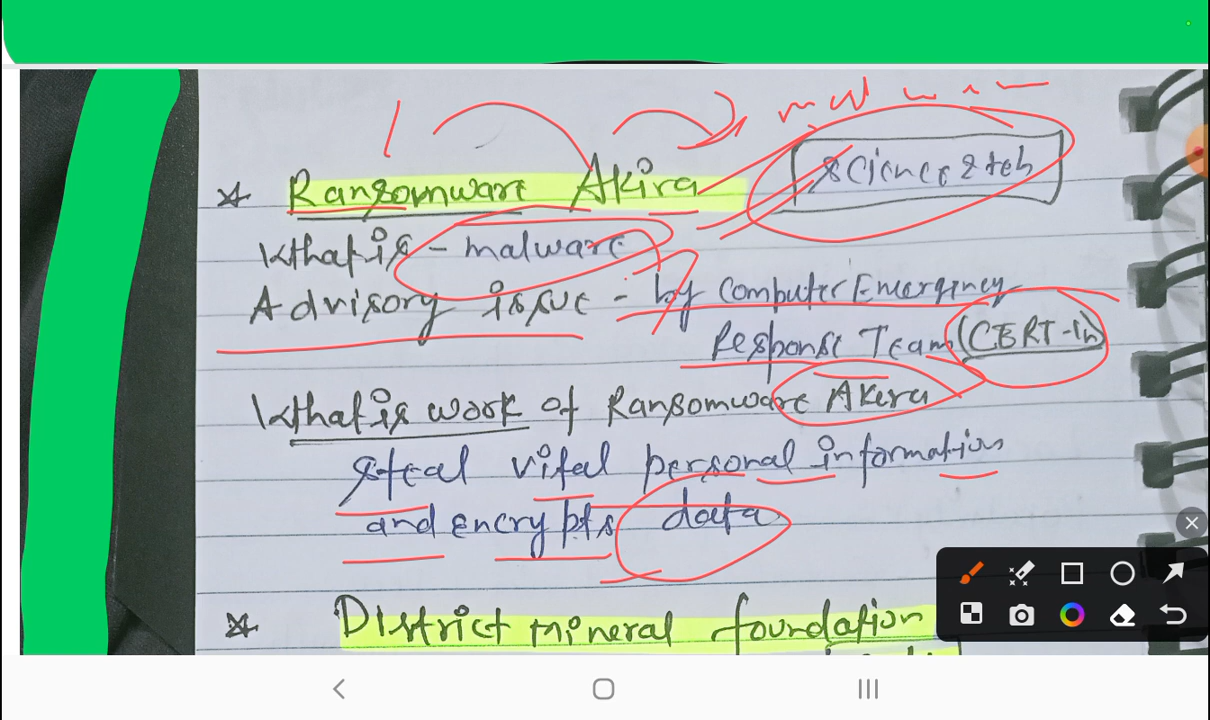 Ransomware Akira
Science & teh
What is - malware
Advisory issue - by Computer Emergency
Response Team (CERT-In)
What is work of Ransomware Akera
Steal vital personal information
and encrypts data
District mineral foundation